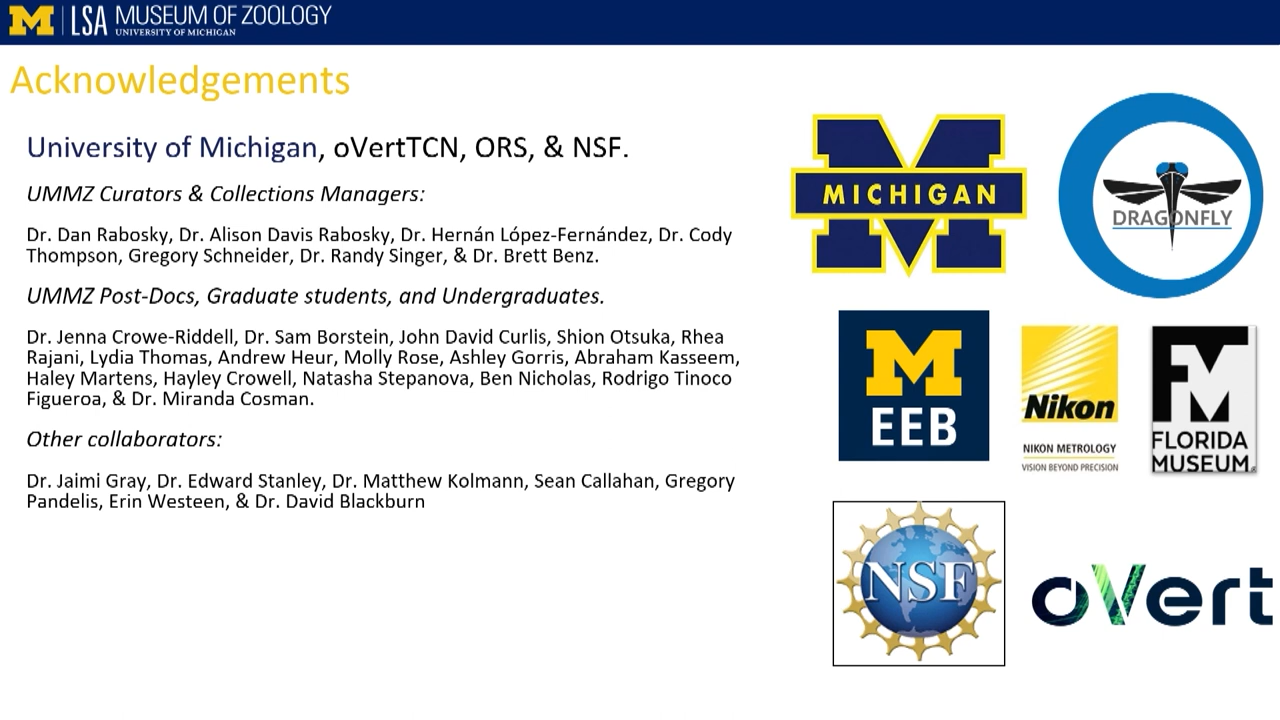 M LSA MUSEUM OF ZOOLOGY
UNIVERSITY OF MICHIGAN
Acknowledgements
University of Michigan, oVertTCN, ORS, & NSF.
UMMZ Curators & Collections Managers:
Dr. Dan Rabosky, Dr. Alison Davis Rabosky, Dr. Hernán López-Fernández, Dr. Cody
Thompson, Gregory Schneider, Dr. Randy Singer, & Dr. Brett Benz.
UMMZ Post-Docs, Graduate students, and Undergraduates.
Dr. Jenna Crowe-Riddell, Dr. Sam Borstein, John David Curlis, Shion Otsuka, Rhea
Rajani, Lydia Thomas, Andrew Heur, Molly Rose, Ashley Gorris, Abraham Kasseem,
Haley Martens, Hayley Crowell, Natasha Stepanova, Ben Nicholas, Rodrigo Tinoco
Figueroa, & Dr. Miranda Cosman.
Other collaborators:
Dr. Jaimi Gray, Dr. Edward Stanley, Dr. Matthew Kolmann, Sean Callahan, Gregory
Pandelis, Erin Westeen, & Dr. David Blackburn
MICHIGAN
DRAGONFLY
M
EEB
Nikon
NIKON METROLOGY
VISION BEYOND PRECISION
FM
FLORIDA
MUSEUM®
NSF
oVert